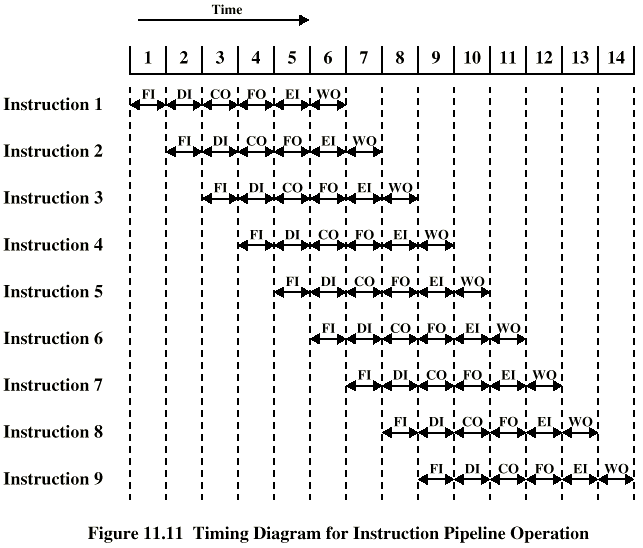 Time
1 2 3 4 5 6 7 8 9 10 11 12 13 14
Instruction 1 FI DI CO FO EI WO
Instruction 2 FI DI CO FO EI WO
Instruction 3 FI DI CO FO EI WO
Instruction 4 FI DI CO FO EI WO
Instruction 5 FI DI CO FO EI WO
Instruction 6 FI DI CO FO EI WO
Instruction 7 FI DI CO FO EI WO
Instruction 8 FI DI CO FO EI WO
Instruction 9 FI DI CO FO EI WO
Figure 11.11 Timing Diagram for Instruction Pipeline Operation